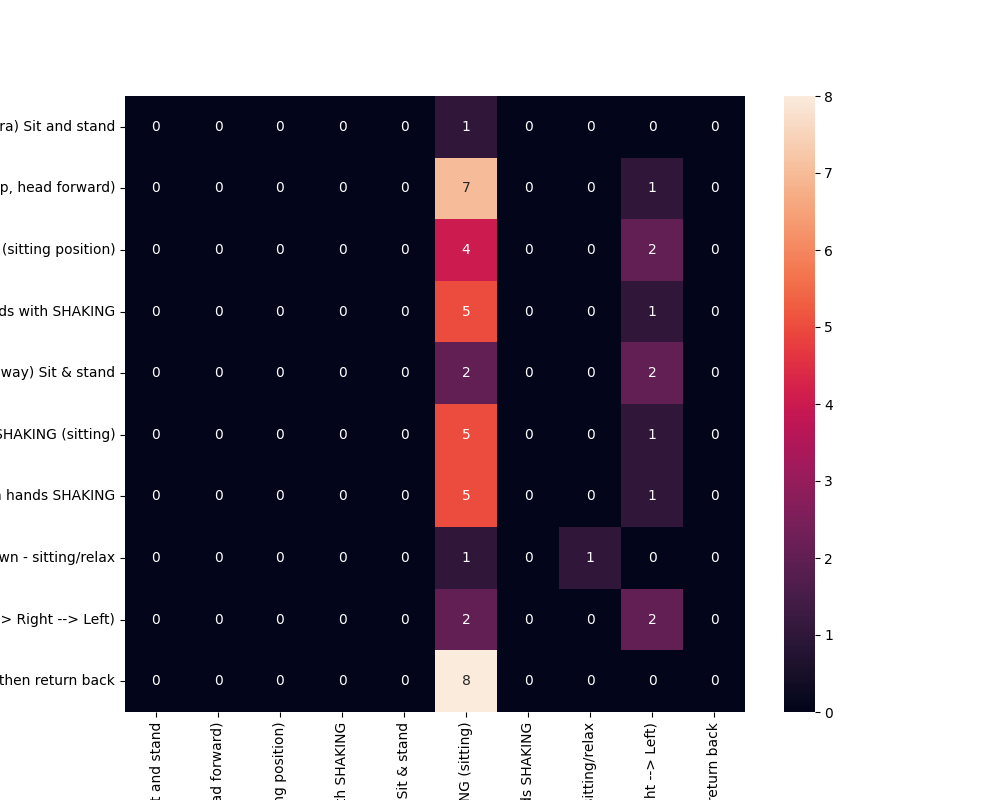 ra) Sit and stand 0 0 0 0 0 1 0 0 0 0
p, head forward) 0 0 0 0 0 7 0 0 1 0
(sitting position) 0 0 0 0 0 4 0 0 2 0
ds with SHAKING 0 0 0 0 0 5 0 0 1 0
way) Sit & stand 0 0 0 0 0 2 0 0 2 0
SHAKING (sitting) 0 0 0 0 0 5 0 0 1 0
hands SHAKING 0 0 0 0 0 5 0 0 1 0
wn - sitting/relax 0 0 0 0 0 1 0 1 0 0
> Right --> Left) 0 0 0 0 0 2 0 0 2 0
then return back 0 0 0 0 0 8 0 0 0 0
t and stand
ad forward)
ng position)
th SHAKING
Sit & stand
NG (sitting)
ds SHAKING
sitting/relax
ht --> Left)
return back
8
7
6
5
4
3
2
1
0